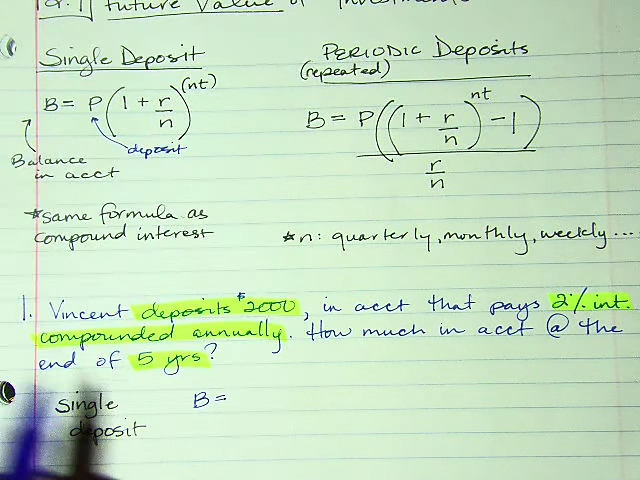 Future Value of Investments
Single Deposit
B = P(1 + r/n)^(nt)
Balance in acct
deposit
*same formula as
compound interest
PERIODIC Deposits
(repeated)
B = P((1 + r/n)^nt - 1)
r/n
*n: quarterly, monthly, weekly ...
1. Vincent deposits $2000, in acct that pays 2% int.
compounded annually. How much in acct @ the
end of 5 yrs?
Single B =
deposit